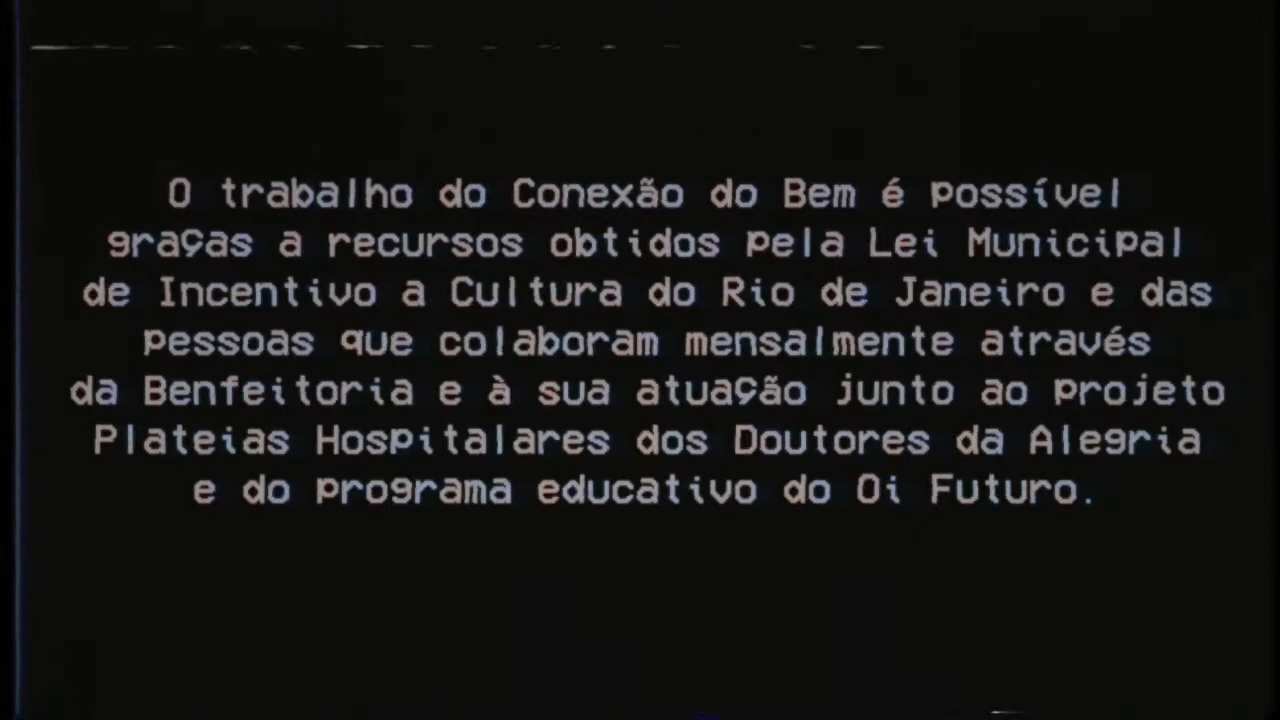 O trabalho do Conexão do Bem é possível
graças a recursos obtidos pela Lei Municipal
de Incentivo a Cultura do Rio de Janeiro e das
pessoas que colaboram mensalmente através
da Benfeitoria e à sua atuação junto ao projeto
Plateias Hospitalares dos Doutores da Alegria
e do programa educativo do Oi Futuro.